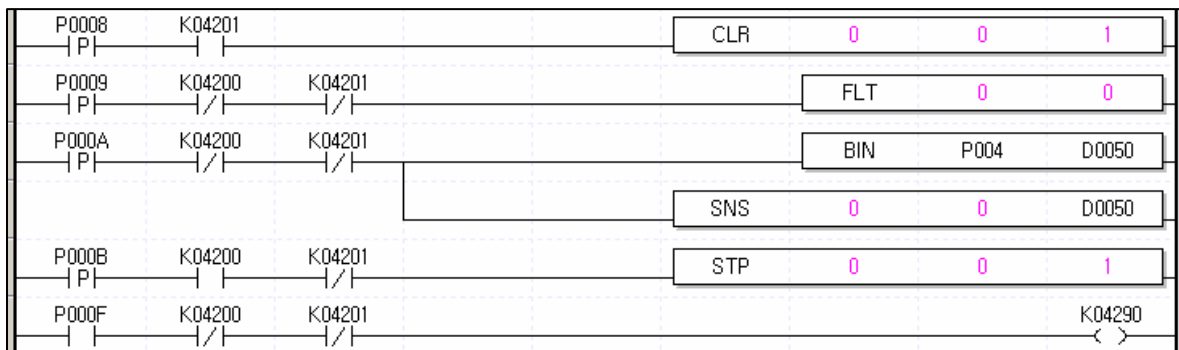 P0008 K04201
P CLR 0 0 1
P0009 K04200 K04201
P FLT 0 0
P000A K04200 K04201
P BIN P004 D0050
SNS 0 0 D0050
P000B K04200 K04201
P STP 0 0 1
P000F K04200 K04201 K04290